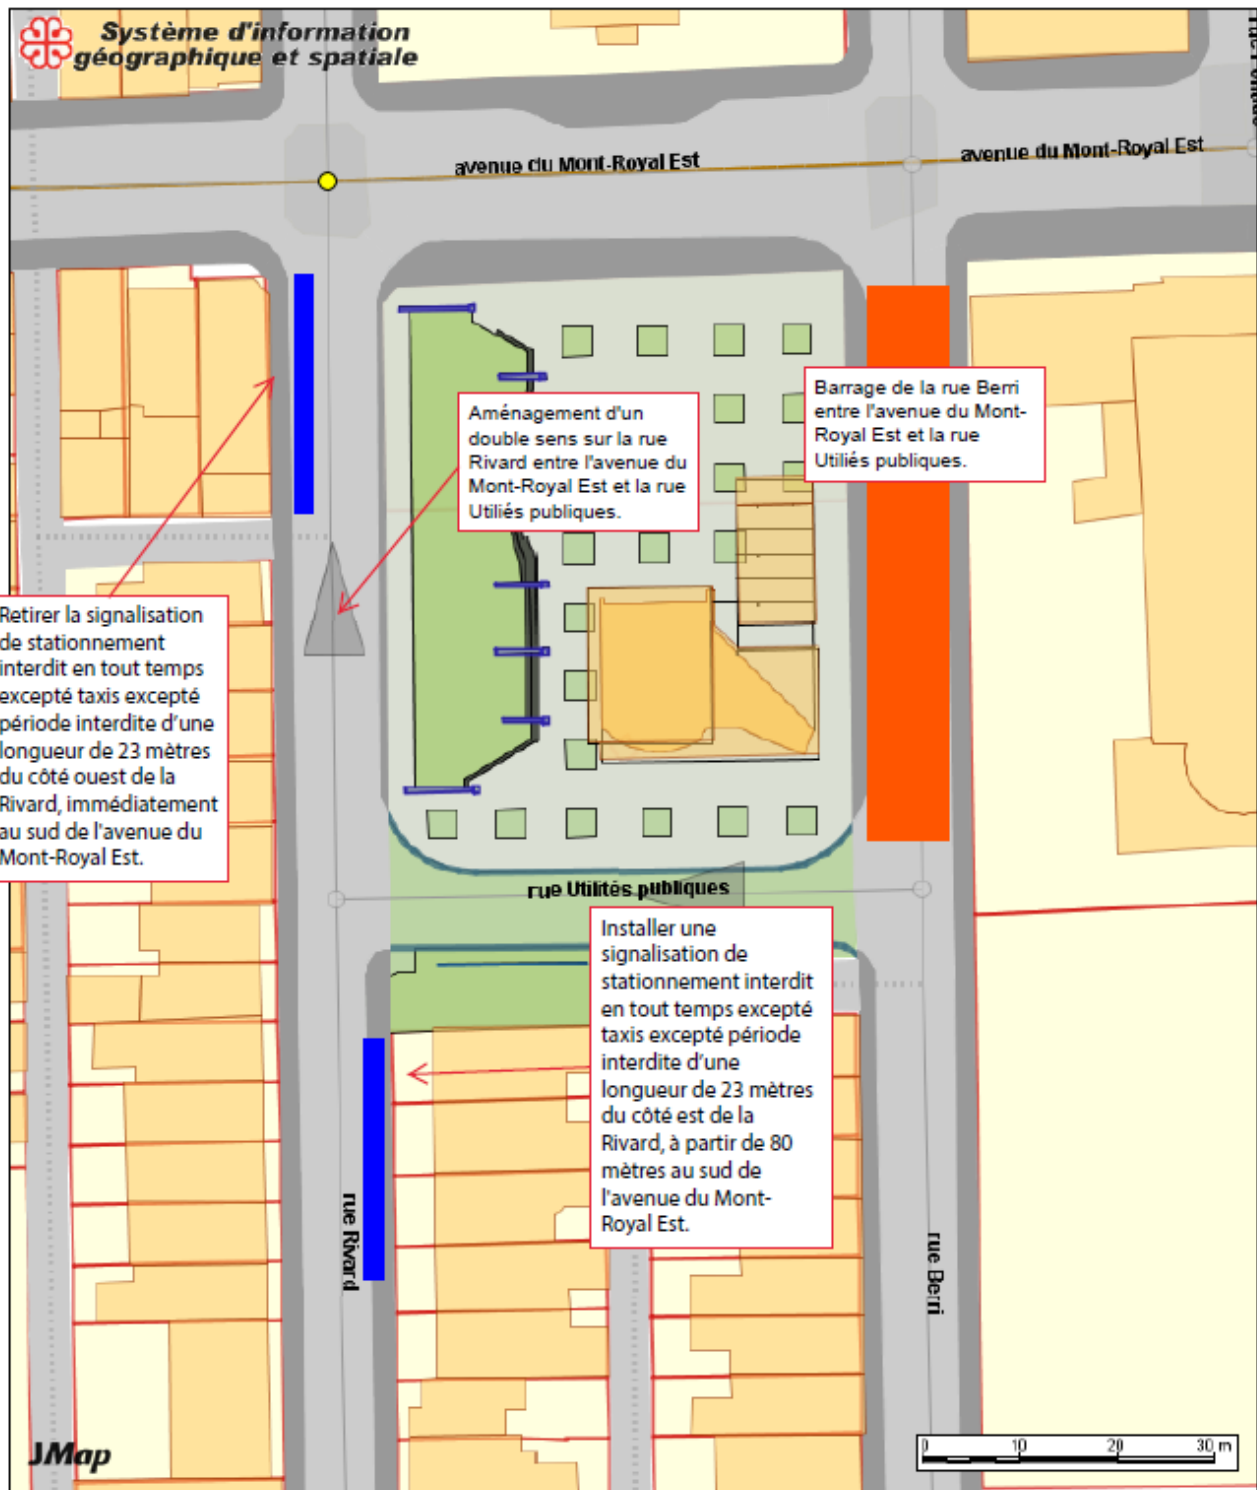 Système d'information
géographique et spatiale
avenue du Mont-Royal Est
avenue du Mont-Royal Est
Aménagement d'un
double sens sur la rue
Rivard entre l'avenue du
Mont-Royal Est et la rue
Utiliés publiques.
Barrage de la rue Berri
entre l'avenue du Mont-
Royal Est et la rue
Utiliés publiques.
Retirer la signalisation
de stationnement
interdit en tout temps
excepté taxis excepté
période interdite d'une
longueur de 23 mètres
du côté ouest de la
Rivard, immédiatement
au sud de l'avenue du
Mont-Royal Est.
rue Utilités publiques
Installer une
signalisation de
stationnement interdit
en tout temps excepté
taxis excepté période
interdite d'une
longueur de 23 mètres
du côté est de la
Rivard, à partir de 80
mètres au sud de
l'avenue du Mont-
Royal Est.
rue Rivard
rue Berri
JMap
0 10 20 30 m